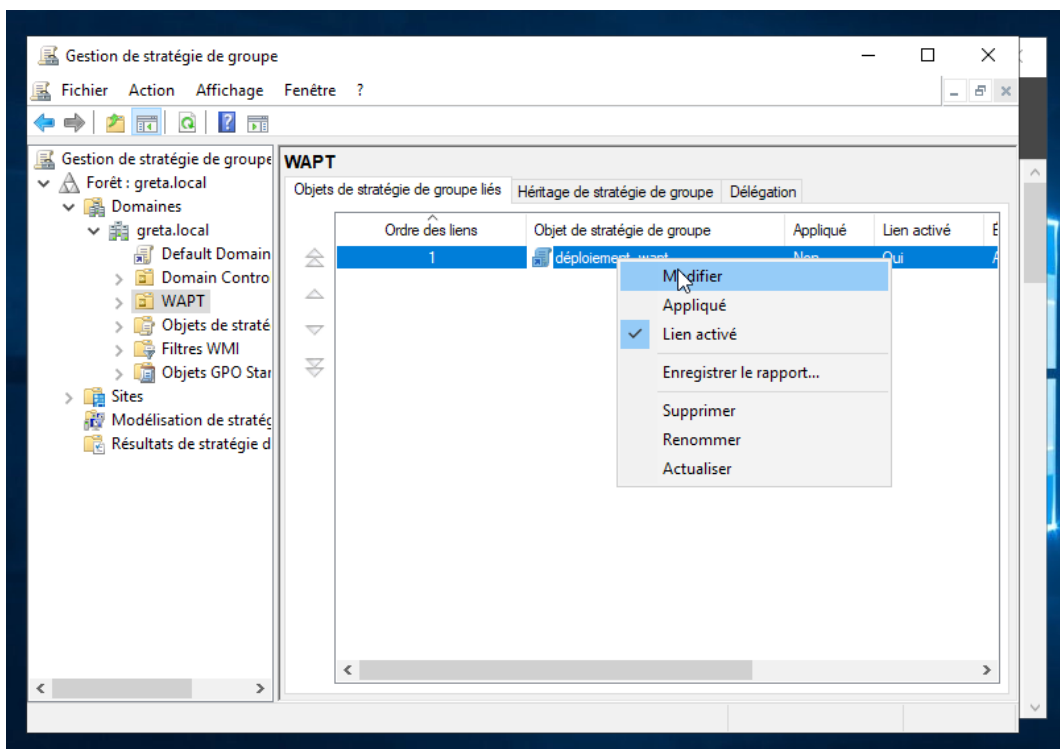 Gestion de stratégie de groupe
Fichier Action Affichage Fenêtre ?
Gestion de stratégie de groupe
Forêt : greta.local
Domaines
greta.local
Default Domain
Domain Contro
WAPT
Objets de straté
Filtres WMI
Objets GPO Star
Sites
Modélisation de stratég
Résultats de stratégie d
WAPT
Objets de stratégie de groupe liés Héritage de stratégie de groupe Délégation
Ordre des liens Objet de stratégie de groupe Appliqué Lien activé
1 déploiement_wapt Non Oui
Modifier
Appliqué
Lien activé
Enregistrer le rapport...
Supprimer
Renommer
Actualiser